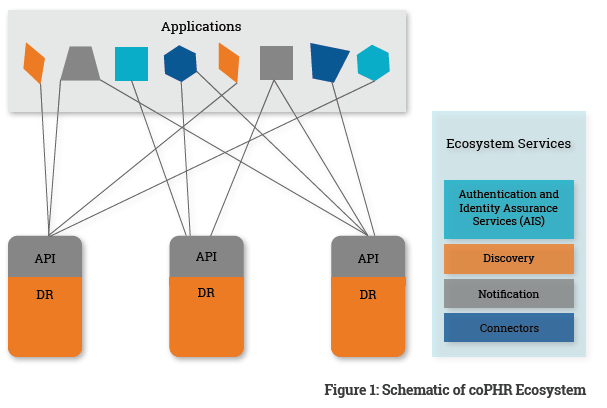 Applications
Ecosystem Services
Authentication and
Identity Assurance
Services (AIS)
Discovery
Notification
Connectors
API
DR
API
DR
API
DR
Figure 1: Schematic of coPHR Ecosystem